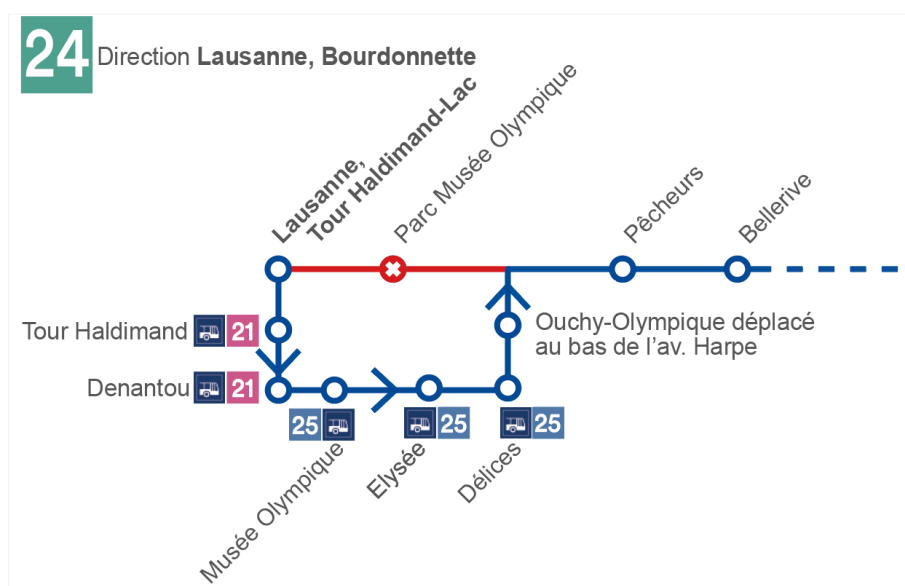 24 Direction Lausanne, Bourdonnette
Lausanne,
Tour Haldimand-Lac
Parc Musée Olympique
Pêcheurs
Bellerive
Tour Haldimand 21
Ouchy-Olympique déplacé
au bas de l’av. Harpe
Denantou 21
25
Musée Olympique
25
Elysée
25
Délices